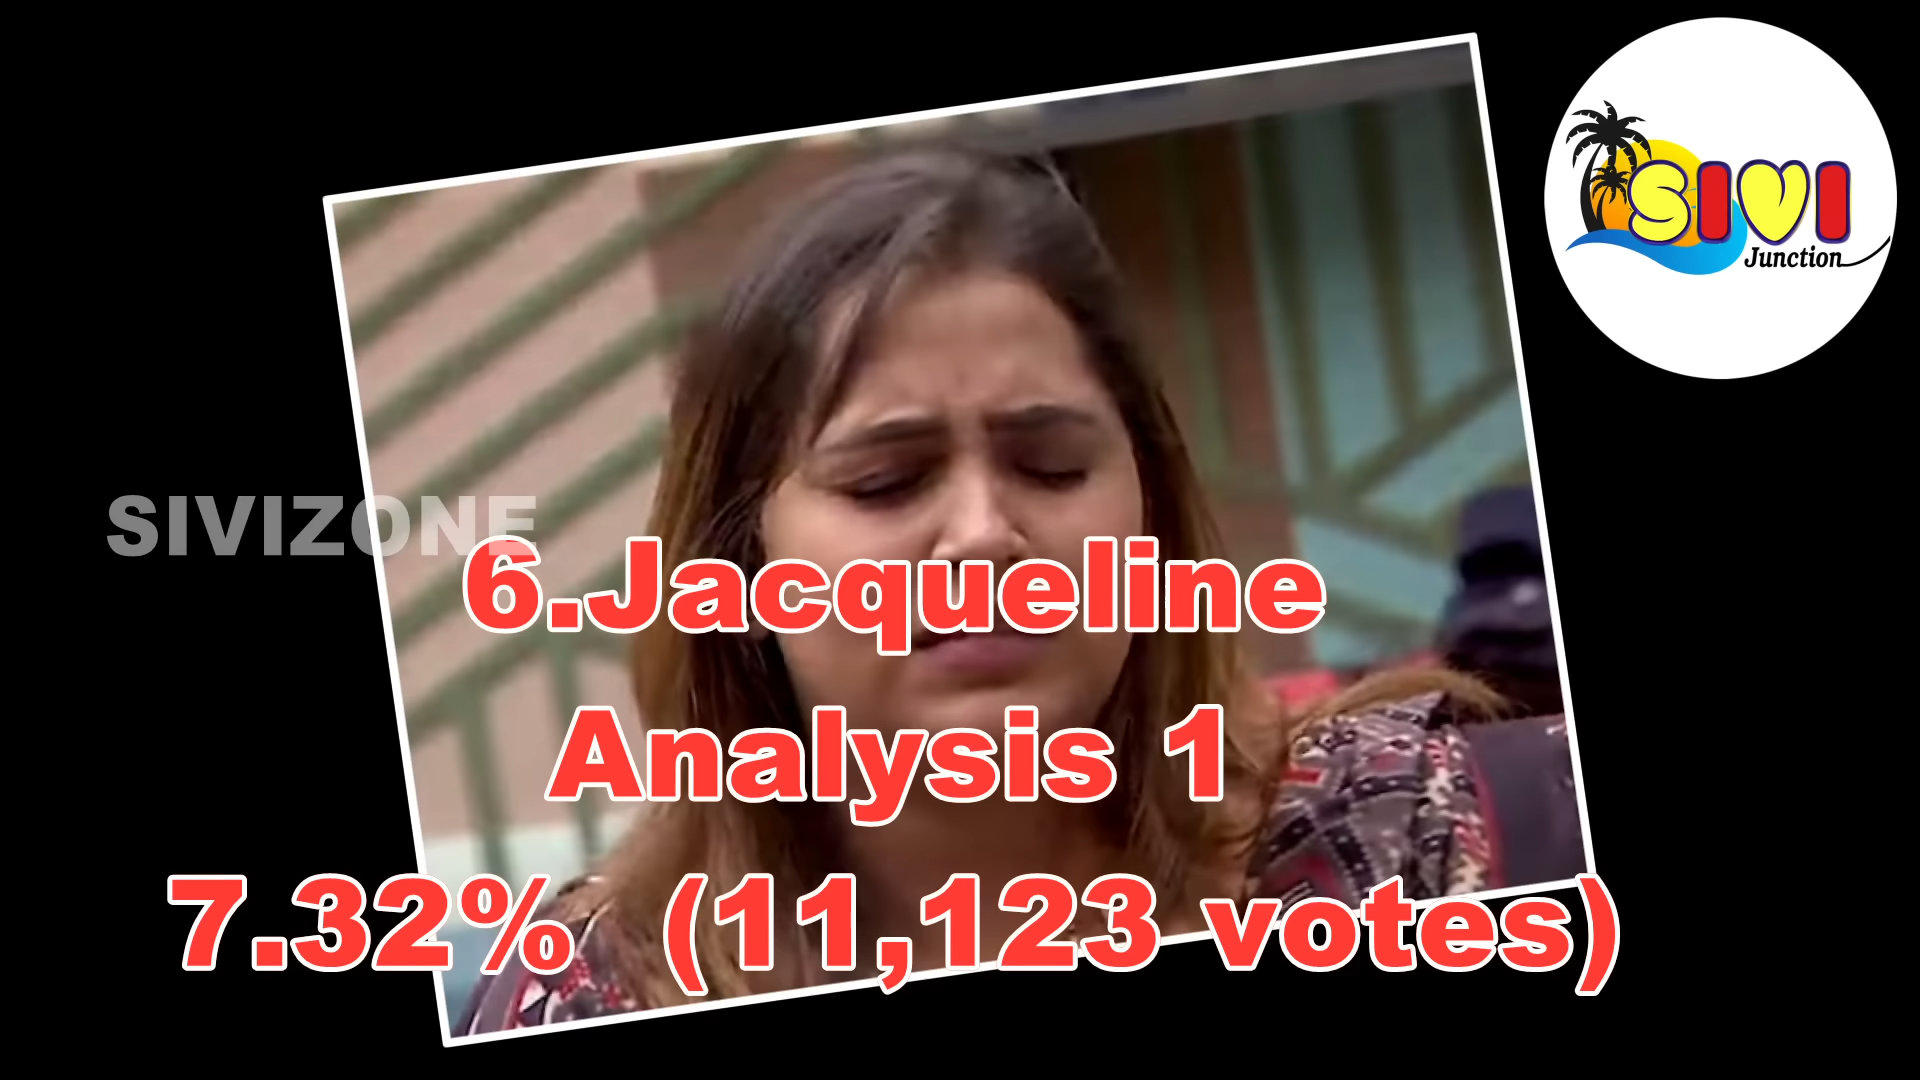 SIVI
Junction
SIVIZONE
6.Jacqueline
Analysis 1
7.32% (11,123 votes)